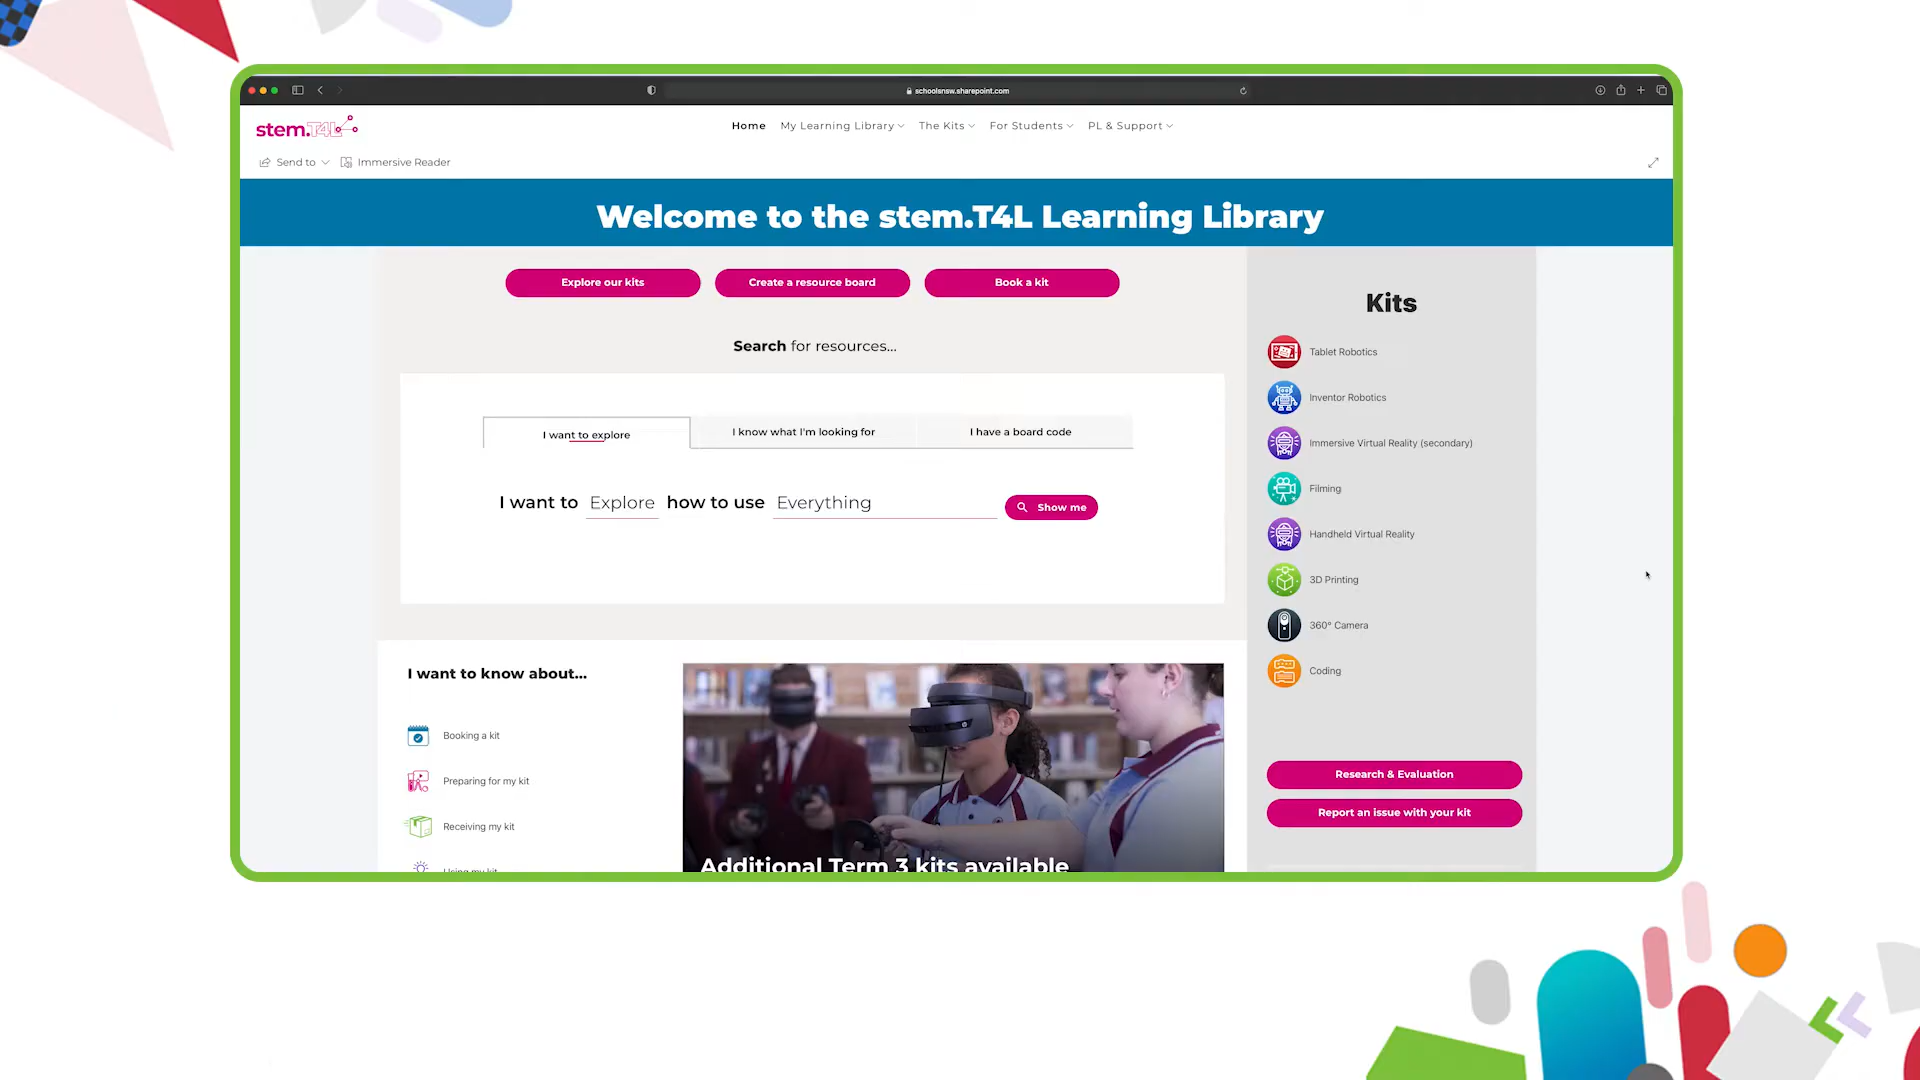 schoolsnsw.sharepoint.com
stem.T4L
Home My Learning Library The Kits For Students PL & Support
Send to Immersive Reader
Welcome to the stem.T4L Learning Library
Explore our kits Create a resource board Book a kit
Search for resources...
I want to explore I know what I'm looking for I have a board code
I want to Explore how to use Everything Show me
I want to know about...
Booking a kit
Preparing for my kit
Receiving my kit
Using my kit
Additional Term 3 kits available
Kits
Tablet Robotics
Inventor Robotics
Immersive Virtual Reality (secondary)
Filming
Handheld Virtual Reality
3D Printing
360° Camera
Coding
Research & Evaluation
Report an issue with your kit